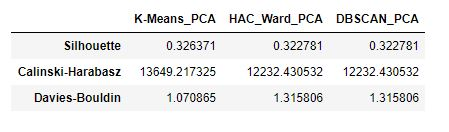 K-Means_PCA HAC_Ward_PCA DBSCAN_PCA
Silhouette 0.326371 0.322781 0.322781
Calinski-Harabasz 13649.217325 12232.430532 12232.430532
Davies-Bouldin 1.070865 1.315806 1.315806